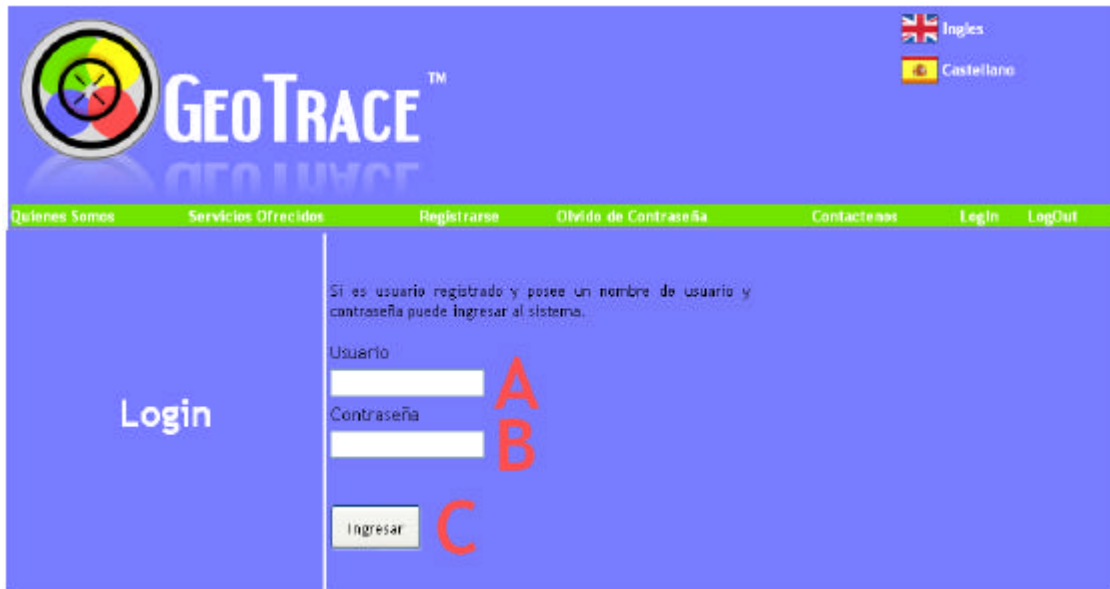 GEOTRACE™
Ingles
Castellano
Quienes Somos Servicios Ofrecidos Registrarse Olvido de Contraseña Contactenos LogIn LogOut
Login
Si es usuario registrado y posee un nombre de usuario y
contraseña puede ingresar al sistema.
Usuario
A
Contraseña
B
Ingresar
C